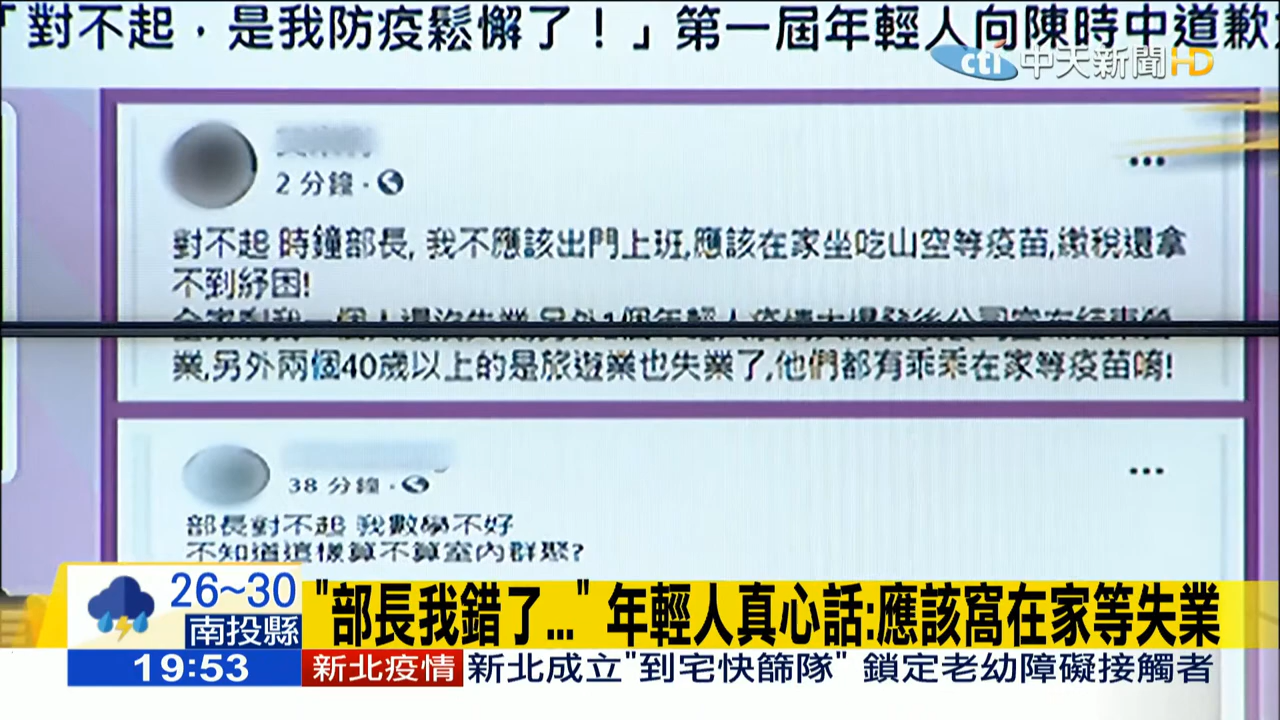 「對不起，是我防疫鬆懈了！」第一屆年輕人向陳時中道歉
cti 中天新聞HD
2 分鐘 ·
對不起 時鐘部長, 我不應該出門上班,應該在家坐吃山空等疫苗,繳稅還拿
不到紓困!
業,另外兩個40歲以上的是旅遊業也失業了,他們都有乖乖在家等疫苗唷!
38 分鐘 ·
部長對不起 我數學不好
不知道這樣算不算室內群聚?
26~30
南投縣
19:53
"部長我錯了..." 年輕人真心話:應該窩在家等失業
新北疫情
新北成立"到宅快篩隊" 鎖定老幼障礙接觸者